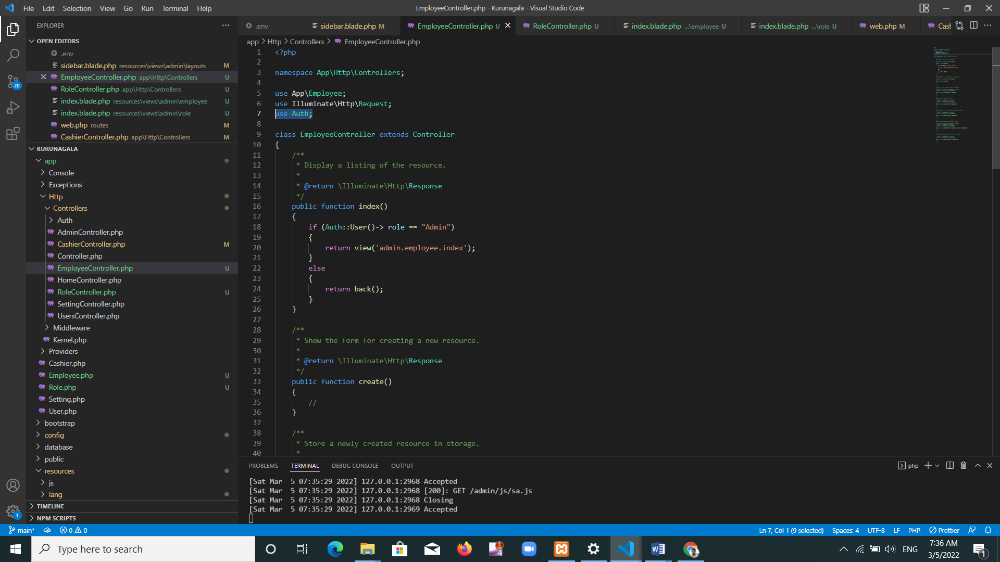 File Edit Selection View Go Run Terminal Help
EmployeeController.php - Kurunagala - Visual Studio Code
EXPLORER
OPEN EDITORS
.env
sidebar.blade.php resources\views\admin\layouts M
EmployeeController.php app\Http\Controllers U
RoleController.php app\Http\Controllers U
index.blade.php resources\views\admin\employee U
index.blade.php resources\views\admin\role U
web.php routes M
CashierController.php app\Http\Controllers M
KURUNAGALA
app
Console
Exceptions
Http
Controllers
Auth
AdminController.php
CashierController.php M
Controller.php
EmployeeController.php U
HomeController.php
RoleController.php U
SettingController.php
UsersController.php
Middleware
Kernel.php
Providers
Cashier.php
Employee.php U
Role.php U
Setting.php
User.php
bootstrap
config
database
public
resources
js
lang
TIMELINE
NPM SCRIPTS
20
1
.env sidebar.blade.php M EmployeeController.php U RoleController.php U index.blade.php ...\employee U index.blade.php ...\role U web.php M Cash
app > Http > Controllers > EmployeeController.php
1 <?php
2
3 namespace App\Http\Controllers;
4
5 use App\Employee;
6 use Illuminate\Http\Request;
7 use Auth;
8
9 class EmployeeController extends Controller
10 {
11 /**
12 * Display a listing of the resource.
13 *
14 * @return \Illuminate\Http\Response
15 */
16 public function index()
17 {
18 if (Auth::User()-> role == "Admin")
19 {
20 return view('admin.employee.index');
21 }
22 else
23 {
24 return back();
25 }
26 }
27
28 /**
29 * Show the form for creating a new resource.
30 *
31 * @return \Illuminate\Http\Response
32 */
33 public function create()
34 {
35 //
36 }
37
38 /**
39 * Store a newly created resource in storage.
40 *
PROBLEMS TERMINAL DEBUG CONSOLE OUTPUT
php
[Sat Mar  5 07:35:29 2022] 127.0.0.1:2968 Accepted
[Sat Mar  5 07:35:29 2022] 127.0.0.1:2968 [200]: GET /admin/js/sa.js
[Sat Mar  5 07:35:29 2022] 127.0.0.1:2968 Closing
[Sat Mar  5 07:35:29 2022] 127.0.0.1:2969 Accepted
main* 0 0 Ln 7, Col 1 (9 selected) Spaces: 4 UTF-8 LF PHP Prettier
Type here to search
4
ENG
7:36 AM
3/5/2022
1